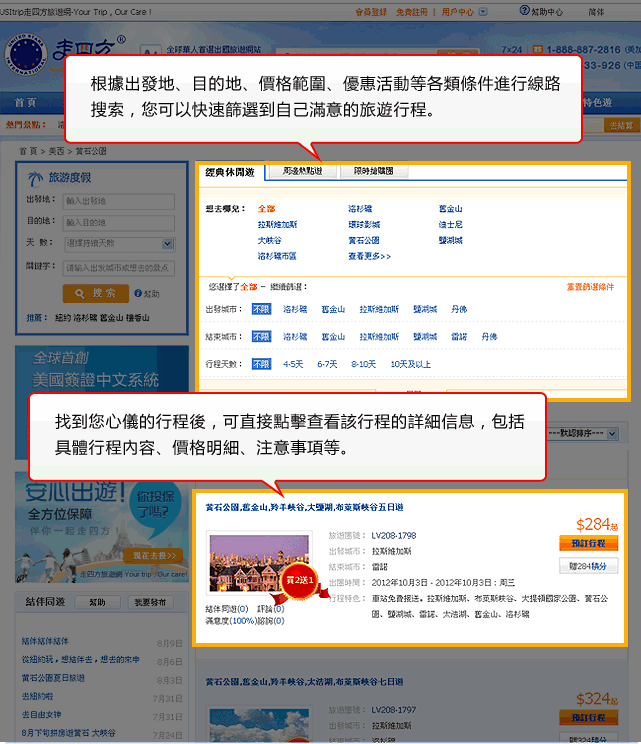 USItrip走四方旅遊網-Your Trip, Our Care !
會員登錄 免費註冊 | 用戶中心
幫助中心 简体
走四方®
全球華人首選出國旅遊網站
7×24
1-888-887-2816
33-926
首頁
特色遊
熱門景點：
去結算
根據出發地、目的地、價格範圍、優惠活動等各類條件進行線路
搜索，您可以快速篩選到自己滿意的旅遊行程。
首頁 > 美西 > 黃石公園
旅遊度假
出發地： 輸入出發地
目的地： 輸入目的地
天 數： 選擇持續天數
關鍵字： 请输入出发城市或想去的景点
搜索 幫助
推薦： 紐約 洛杉磯 舊金山 檀香山
經典休閒遊 周邊熱點遊 限時搶購團
想去哪兒： 全部 洛杉磯 舊金山
拉斯維加斯 環球影城 迪士尼
大峽谷 黃石公園 鹽湖城
洛杉磯市區 查看更多>>
您選擇了全部 - 繼續篩選： 重置篩選條件
出發城市： 不限 洛杉磯 舊金山 拉斯維加斯 鹽湖城 丹佛
結束城市： 不限 洛杉磯 舊金山 拉斯維加斯 鹽湖城 雷諾 丹佛
行程天數： 不限 4-5天 6-7天 8-10天 10天及以上
全球首創
美國簽證中文系統
找到您心儀的行程後，可直接點擊查看該行程的詳細信息，包括
具體行程內容、價格明細、注意事項等。
---默認排序---
安心出遊!
你投保
了嗎?
全方位保障
伴你一起走四方！
現在去投>>
走四方旅遊網·Your trip, Our care!
黃石公園,舊金山,羚羊峽谷,大鹽湖,布萊斯峽谷五日遊
$284起
預訂行程
贈284積分
旅遊團號： LV208-1798
出發城市： 拉斯維加斯
結束城市： 雷諾
出團時間： 2012年10月3日 - 2012年10月3日：周三
行程特色： 車站免費接送。拉斯維加斯、布萊斯峽谷、大提頓國家公園、黃石公
園、鹽湖城、雷諾、太浩湖、舊金山、洛杉磯
買2送1
結伴同遊(0) 評論(0)
滿意度(100%)諮詢(0)
結伴同遊 幫助 我要發布
結伴結伴結伴 8月9日
從紐約玩，想結伴去，想去的來申 8月6日
黃石公園夏日旅遊 8月3日
去紐約啦 7月31日
去自由女神 7月31日
8月下旬拼房遊黃石 大峽谷 7月24日
黃石公園,舊金山,羚羊峽谷,太浩湖,布萊斯峽谷七日遊
$324起
預訂行程
贈324積分
旅遊團號： LV208-1797
出發城市： 拉斯維加斯
結束城市： 洛杉磯